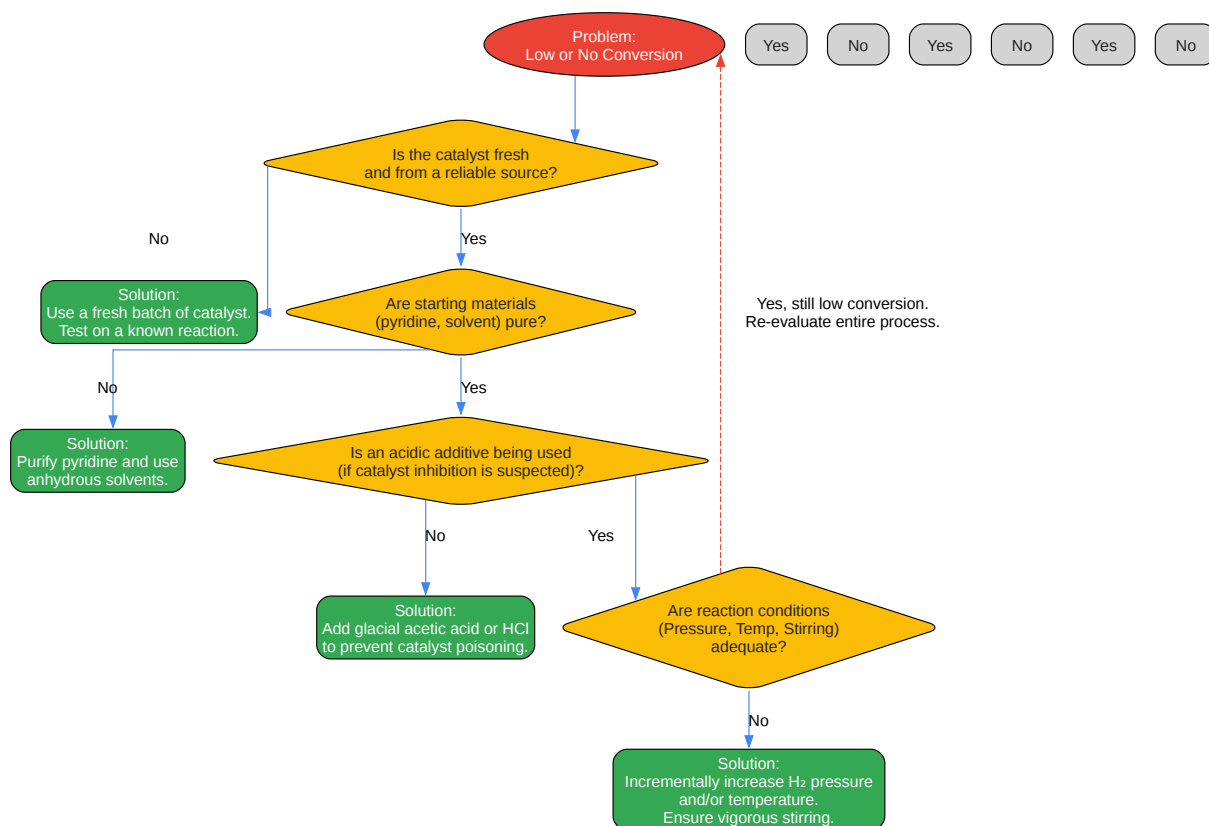 Problem:
Low or No Conversion
Yes
No
Yes
No
Yes
No
Is the catalyst fresh
and from a reliable source?
No
Yes
Solution:
Use a fresh batch of catalyst.
Test on a known reaction.
Are starting materials
(pyridine, solvent) pure?
Yes, still low conversion.
Re-evaluate entire process.
No
Yes
Solution:
Purify pyridine and use
anhydrous solvents.
Is an acidic additive being used
(if catalyst inhibition is suspected)?
No
Yes
Solution:
Add glacial acetic acid or HCl
to prevent catalyst poisoning.
Are reaction conditions
(Pressure, Temp, Stirring)
adequate?
No
Solution:
Incrementally increase H₂ pressure
and/or temperature.
Ensure vigorous stirring.